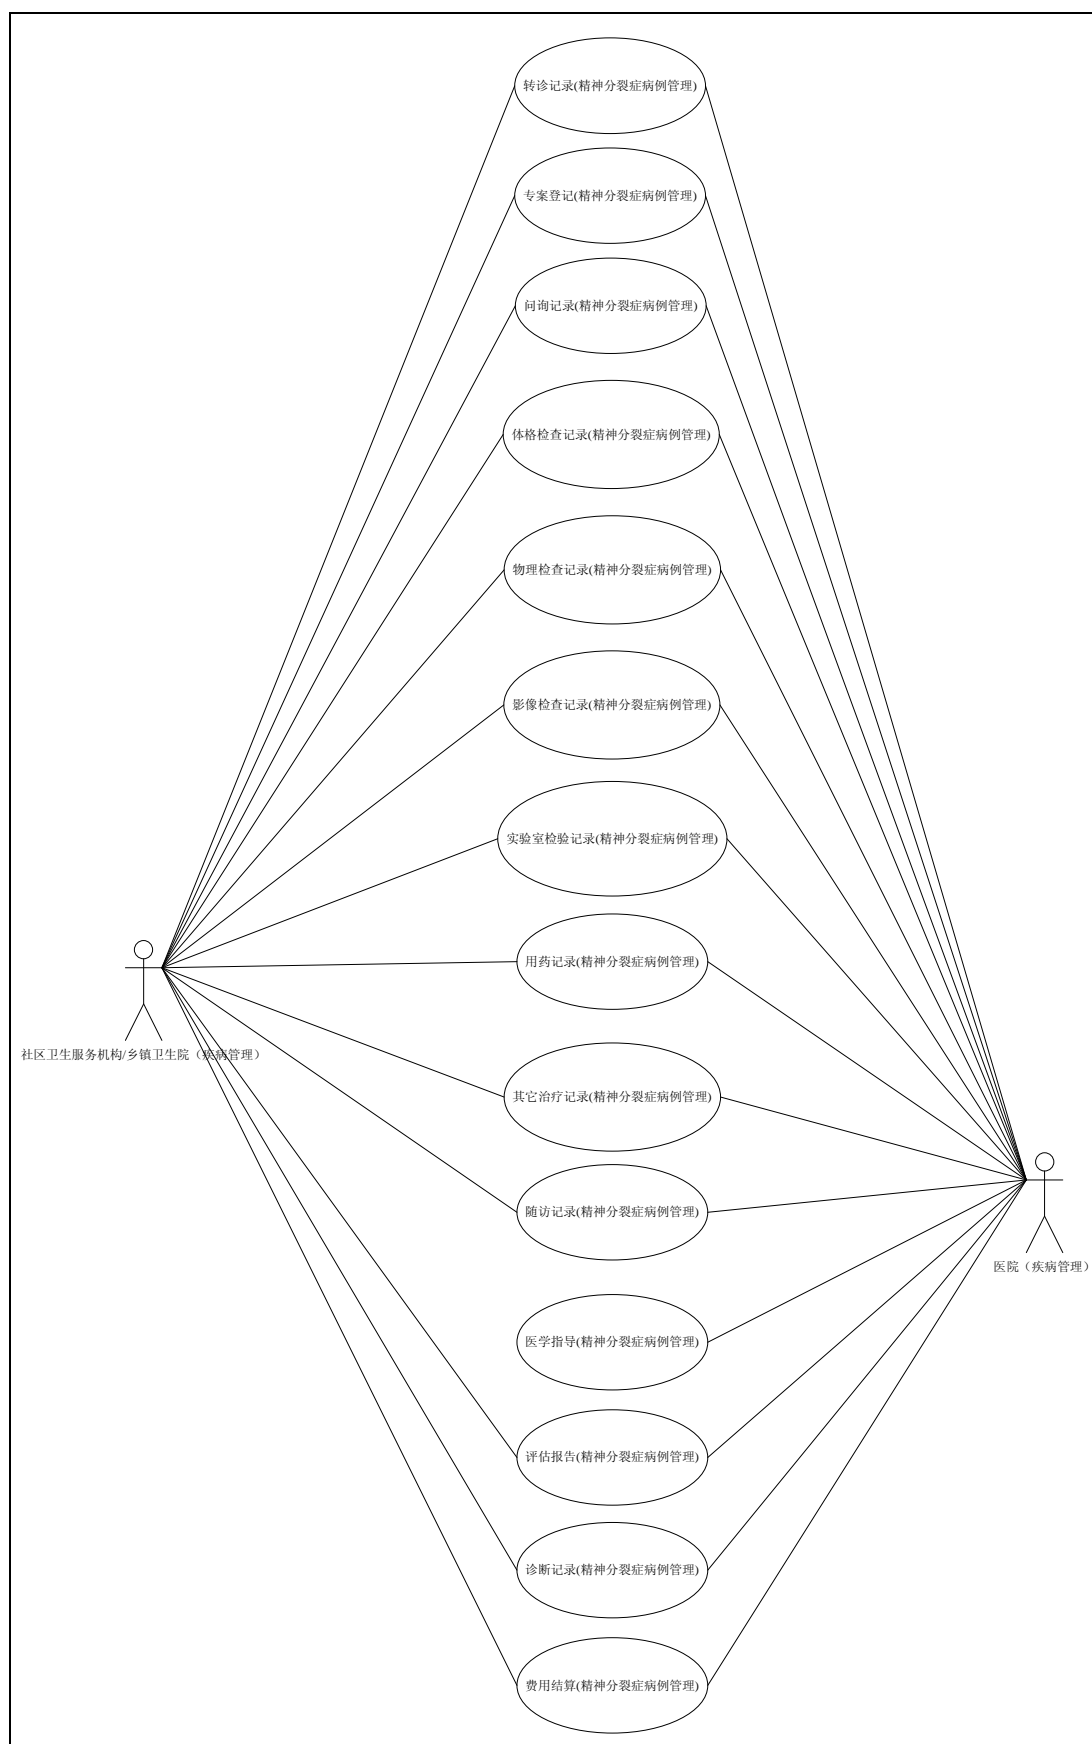 转诊记录(精神分裂症病例管理)
专案登记(精神分裂症病例管理)
问询记录(精神分裂症病例管理)
体格检查记录(精神分裂症病例管理)
物理检查记录(精神分裂症病例管理)
影像检查记录(精神分裂症病例管理)
实验室检验记录(精神分裂症病例管理)
用药记录(精神分裂症病例管理)
社区卫生服务机构/乡镇卫生院（疾病管理）
其它治疗记录(精神分裂症病例管理)
随访记录(精神分裂症病例管理)
医院（疾病管理）
医学指导(精神分裂症病例管理)
评估报告(精神分裂症病例管理)
诊断记录(精神分裂症病例管理)
费用结算(精神分裂症病例管理)